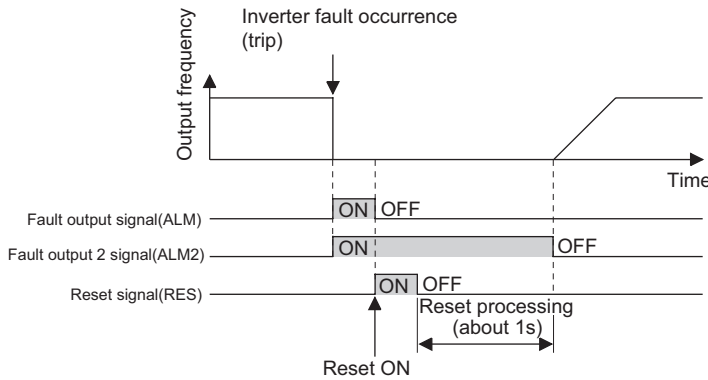 Inverter fault occurrence
(trip)
Output frequency
Time
Fault output signal(ALM)
ON OFF
Fault output 2 signal(ALM2)
ON OFF
Reset signal(RES)
ON OFF
Reset processing
(about 1s)
Reset ON